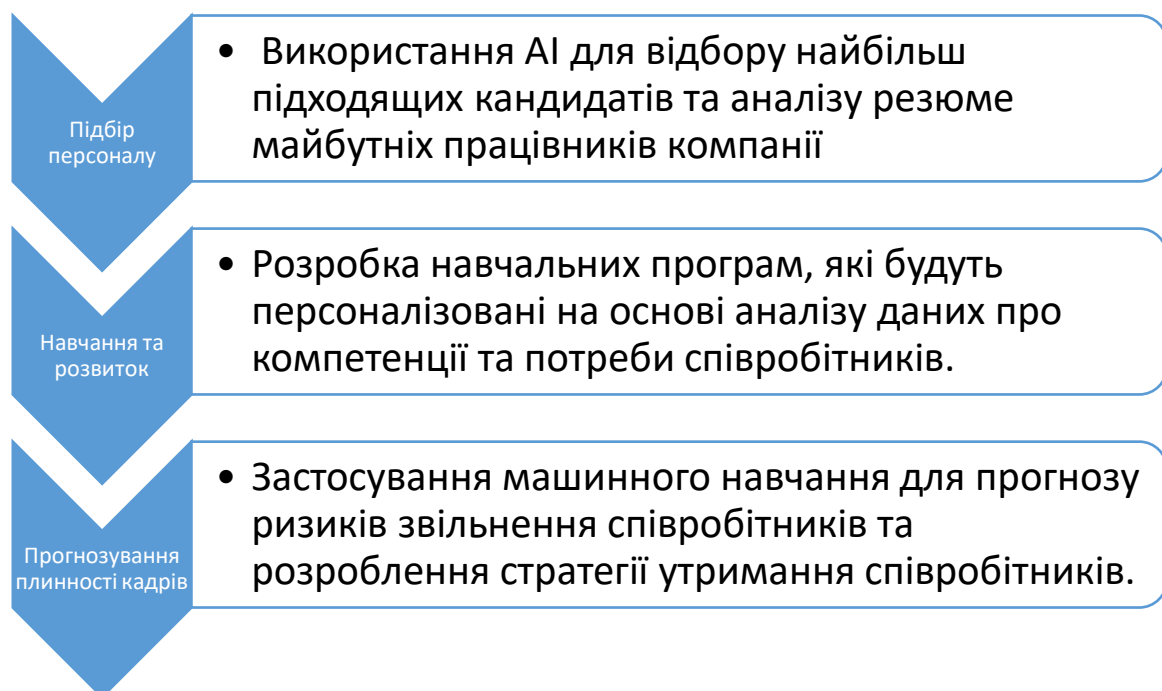 Підбір
персоналу
• Використання AI для відбору найбільш
підходящих кандидатів та аналізу резюме
майбутніх працівників компанії
Навчання та
розвиток
• Розробка навчальних програм, які будуть
персоналізовані на основі аналізу даних про
компетенції та потреби співробітників.
Прогнозування
плинності кадрів
• Застосування машинного навчання для прогнозу
ризиків звільнення співробітників та
розроблення стратегії утримання співробітників.